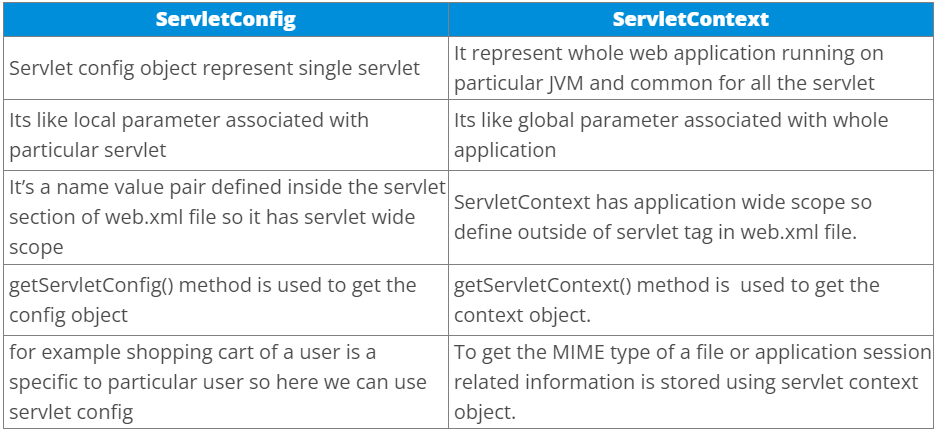 ServletConfig
ServletContext
Servlet config object represent single servlet
It represent whole web application running on
particular JVM and common for all the servlet
Its like local parameter associated with
particular servlet
Its like global parameter associated with whole
application
It’s a name value pair defined inside the servlet
section of web.xml file so it has servlet wide
scope
ServletContext has application wide scope so
define outside of servlet tag in web.xml file.
getServletConfig() method is used to get the
config object
getServletContext() method is  used to get the
context object.
for example shopping cart of a user is a
specific to particular user so here we can use
servlet config
To get the MIME type of a file or application session
related information is stored using servlet context
object.